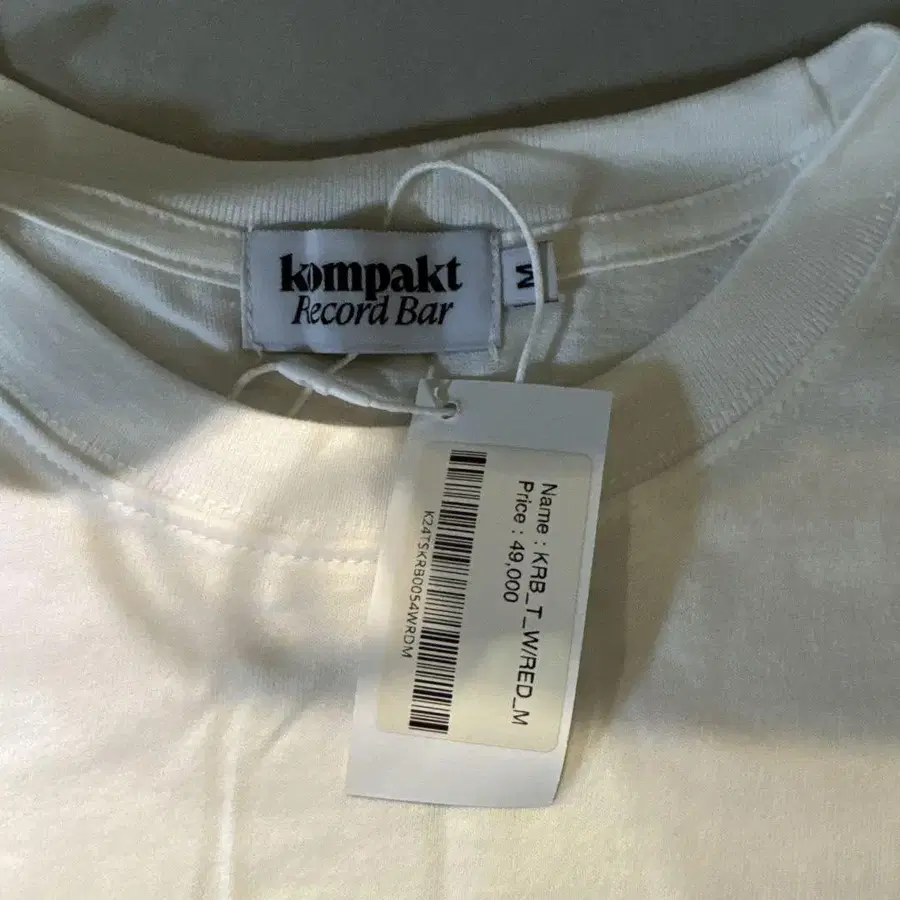 kompakt
Record Bar
M
Name : KRB_T_W/RED_M
Price : 49,000
K24TSKRB0054WRDM